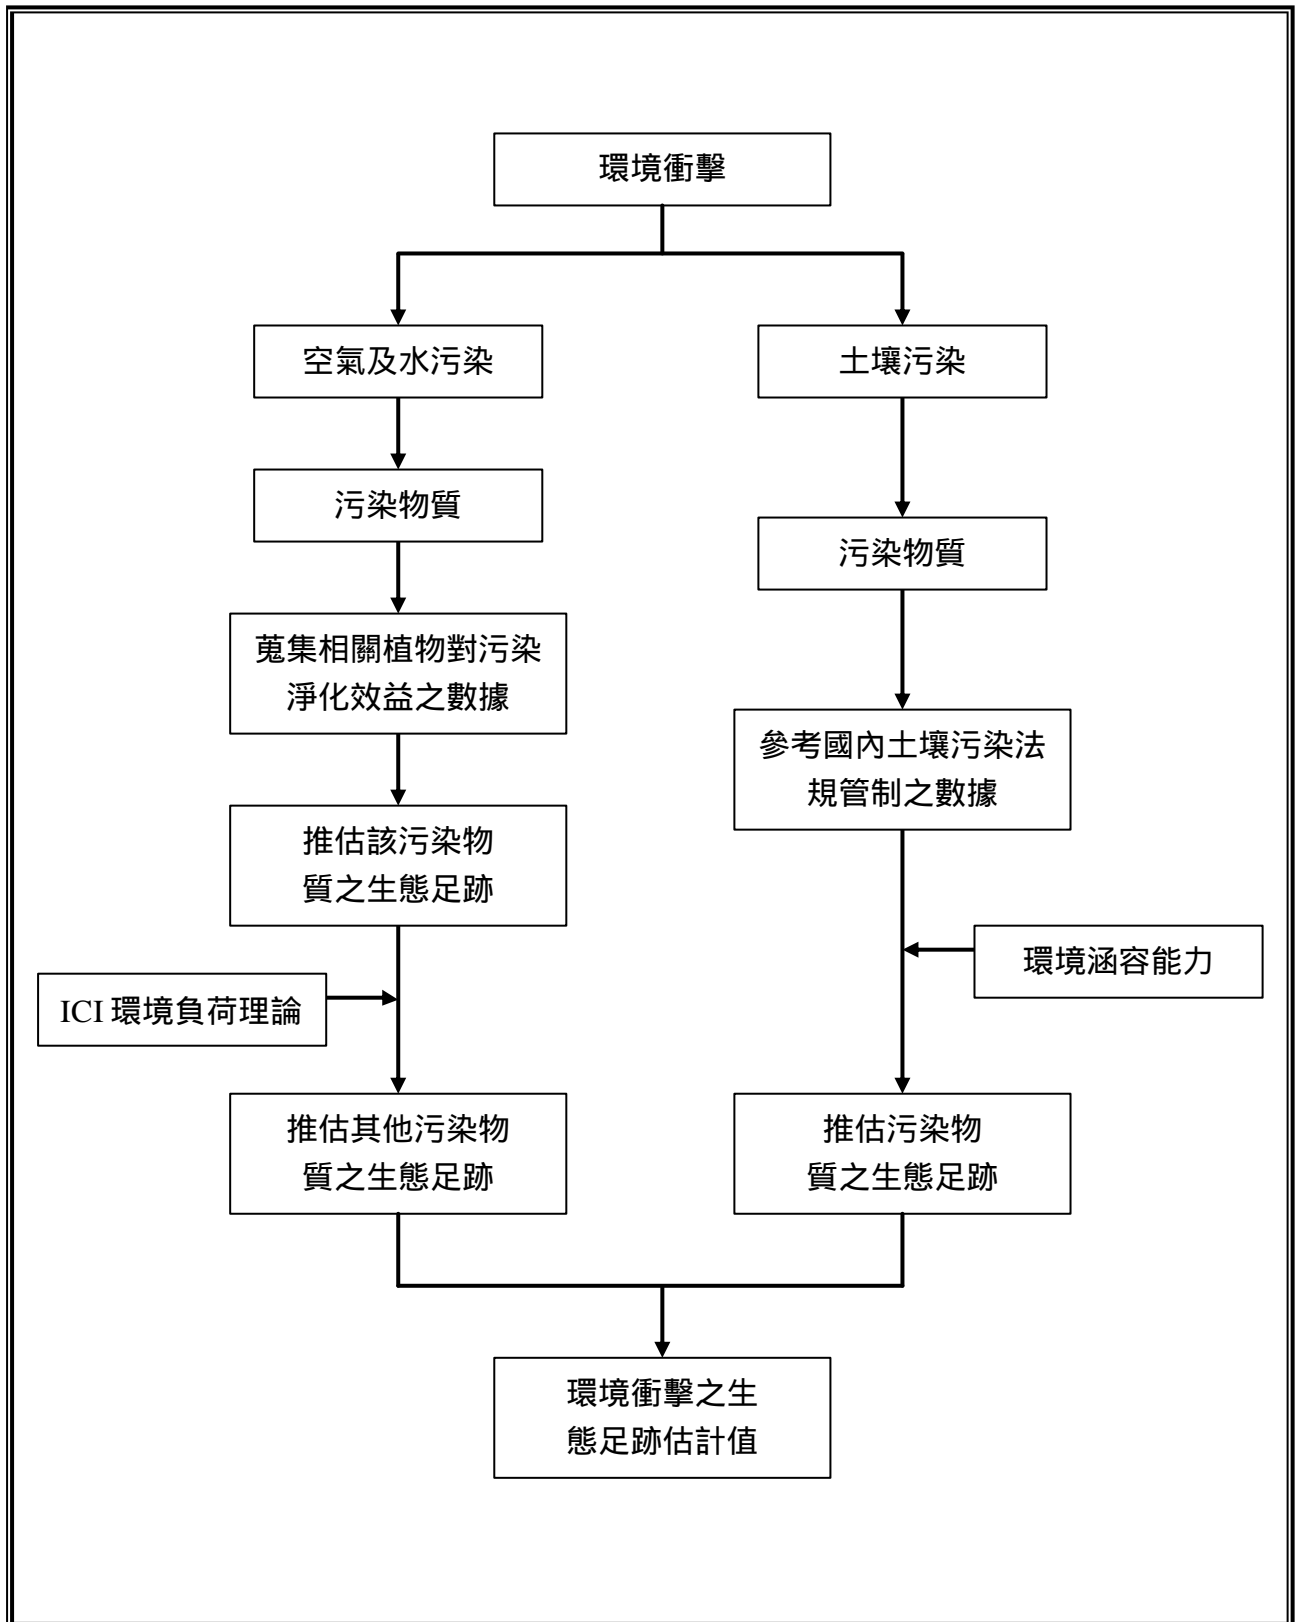 環境衝擊
空氣及水污染
土壤污染
污染物質
污染物質
蒐集相關植物對污染
淨化效益之數據
參考國內土壤污染法
規管制之數據
推估該污染物
質之生態足跡
環境涵容能力
ICI 環境負荷理論
推估其他污染物
質之生態足跡
推估污染物
質之生態足跡
環境衝擊之生
態足跡估計值